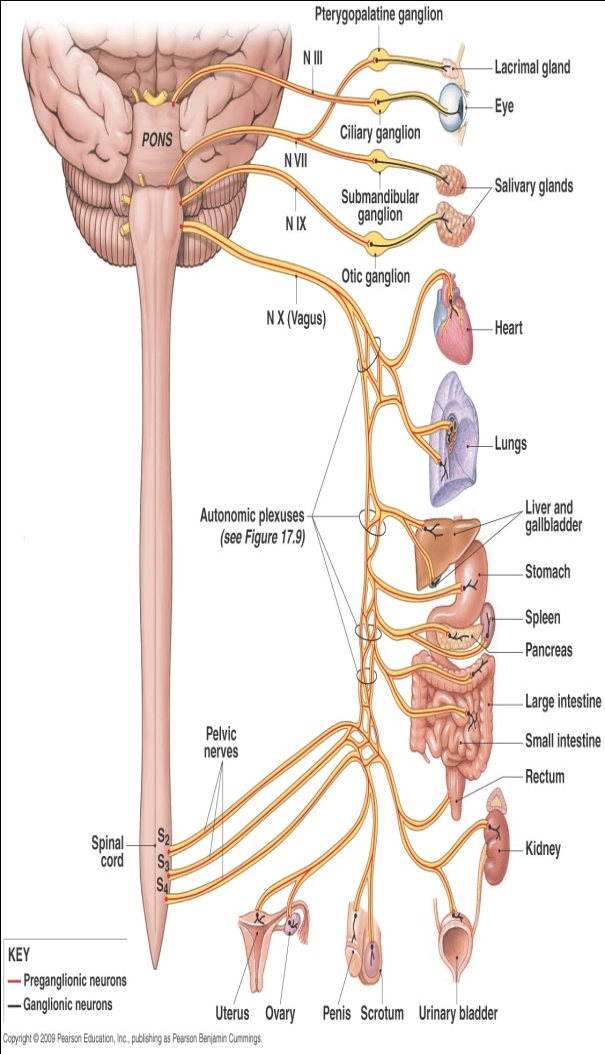 Pterygopalatine ganglion
N III
Lacrimal gland
Eye
PONS
Ciliary ganglion
N VII
Submandibular
ganglion
Salivary glands
N IX
Otic ganglion
N X (Vagus)
Heart
Lungs
Autonomic plexuses
(see Figure 17.9)
Liver and
gallbladder
Stomach
Spleen
Pancreas
Large intestine
Small intestine
Rectum
Pelvic
nerves
Spinal
cord
S2
S3
S4
Kidney
KEY
Preganglionic neurons
Ganglionic neurons
Uterus
Ovary
Penis
Scrotum
Urinary bladder
Copyright © 2009 Pearson Education, Inc., publishing as Pearson Benjamin Cummings.